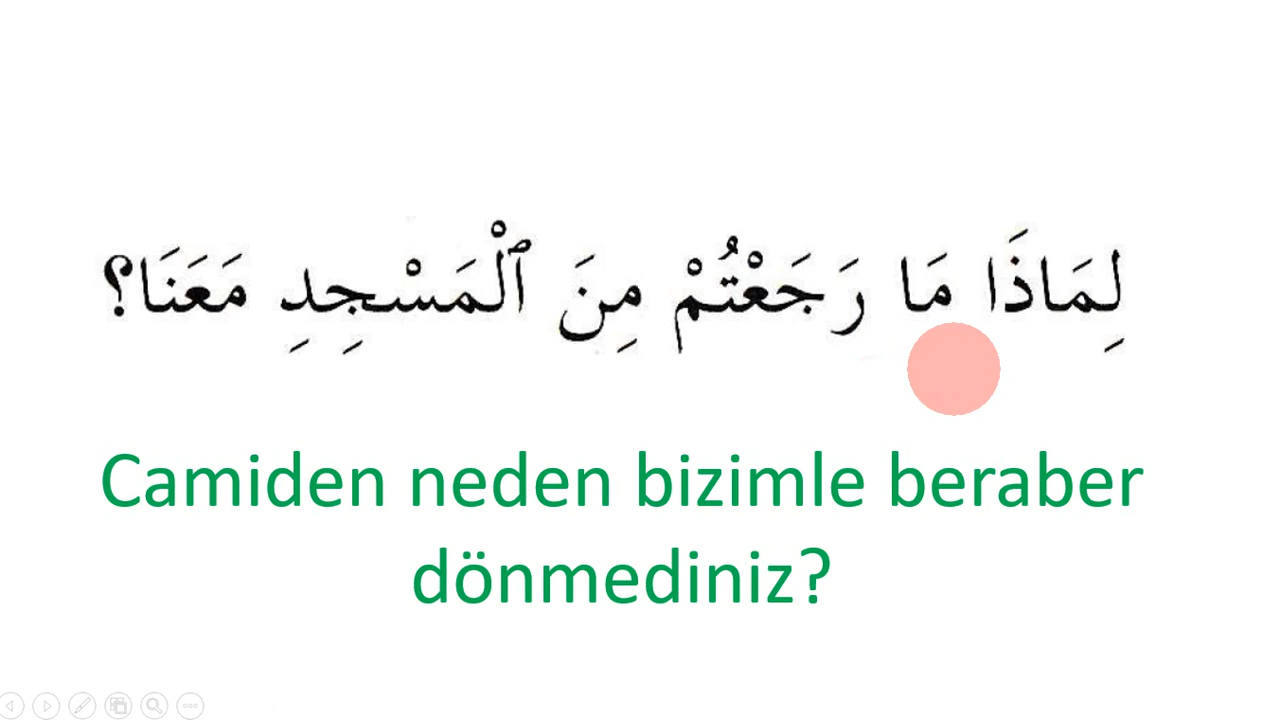 لِمَاذَا مَا رَجَعْتُمْ مِنَ ٱلْمَسْجِدِ مَعَنَا؟
Camiden neden bizimle beraber
dönmediniz?